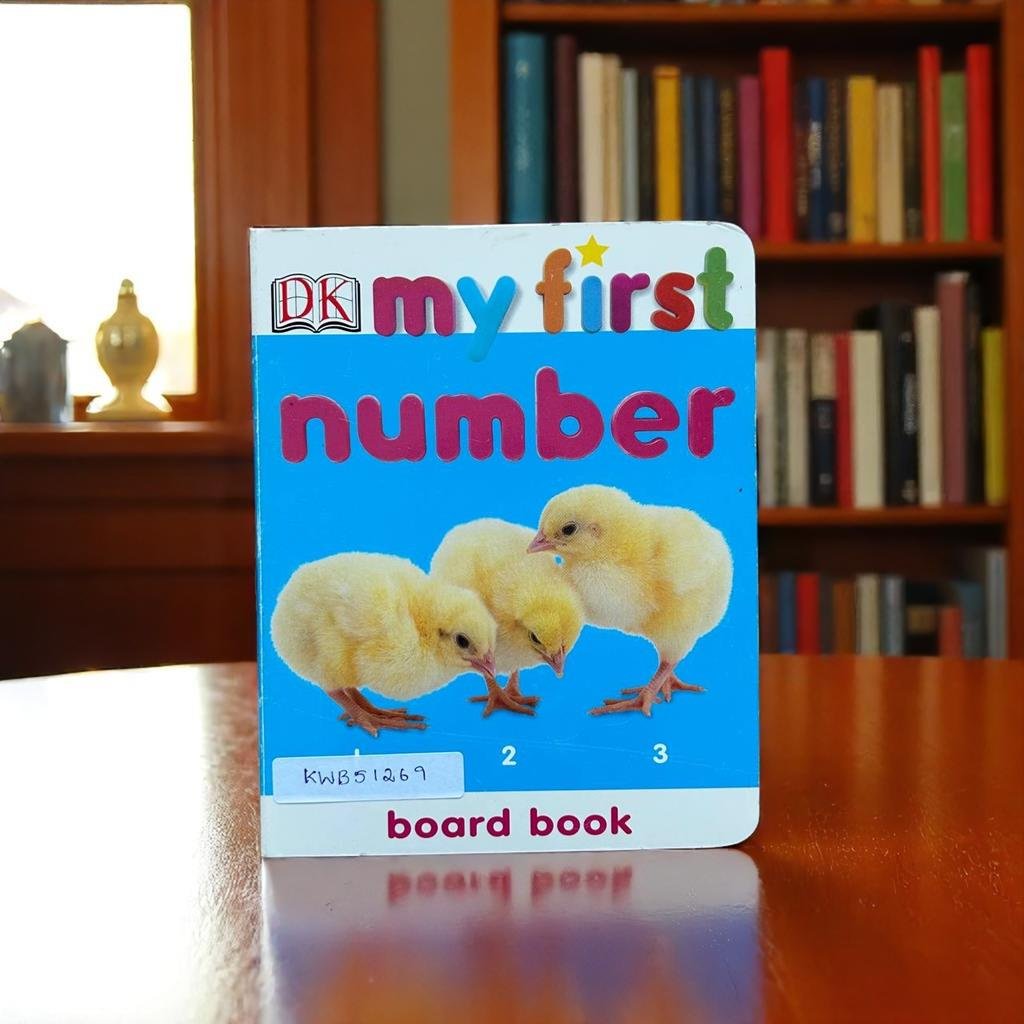 DK my first
number
2 3
KWB51269
board book